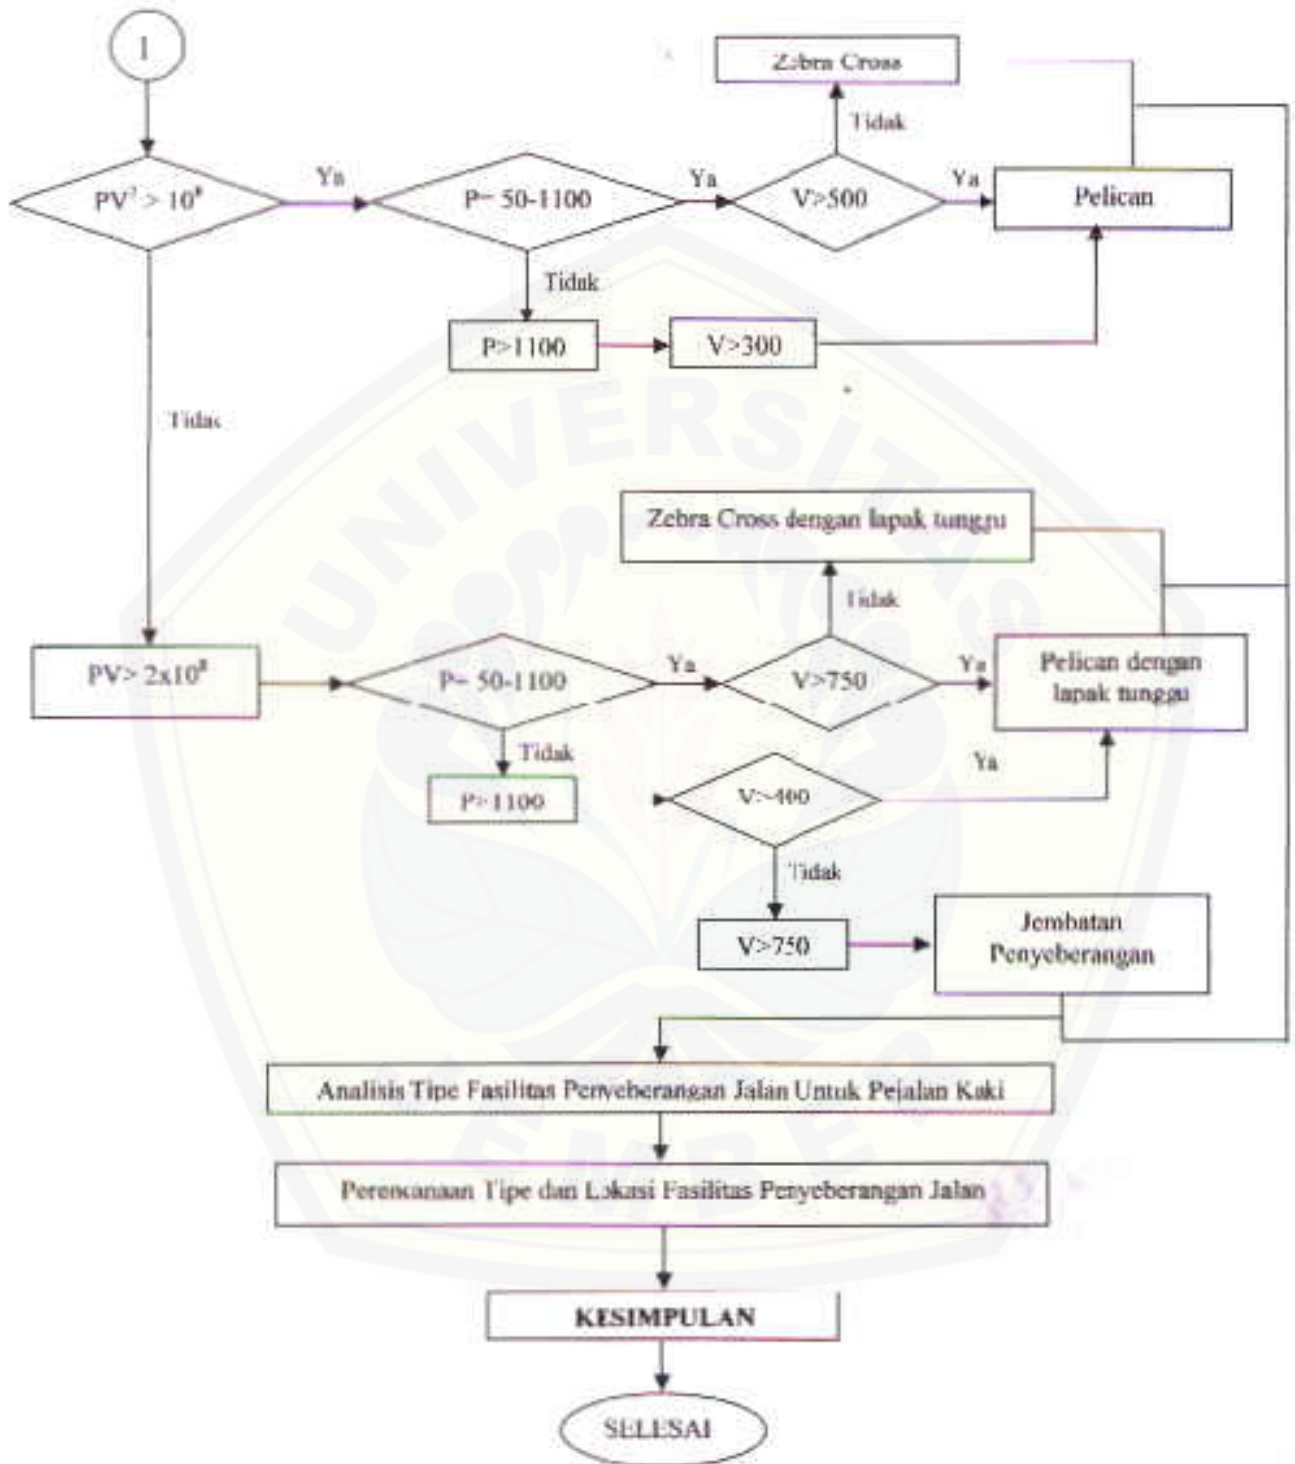 1
Zebra Cross
Tidak
PV² > 10⁸
Ya
P= 50-1100
Ya
V>500
Ya
Pelican
Tidak
P>1100
V>300
Tidak
UNIVERSITAS
Zebra Cross dengan lapak tunggu
Tidak
PV> 2x10⁸
P= 50-1100
Ya
V>750
Ya
Pelican dengan
lapak tunggu
Tidak
P>1100
V>400
Ya
Tidak
V>750
Jembatan
Penyeberangan
Analisis Tipe Fasilitas Penyeberangan Jalan Untuk Pejalan Kaki
JEMBER
Perencanaan Tipe dan Lokasi Fasilitas Penyeberangan Jalan
KESIMPULAN
SELESAI